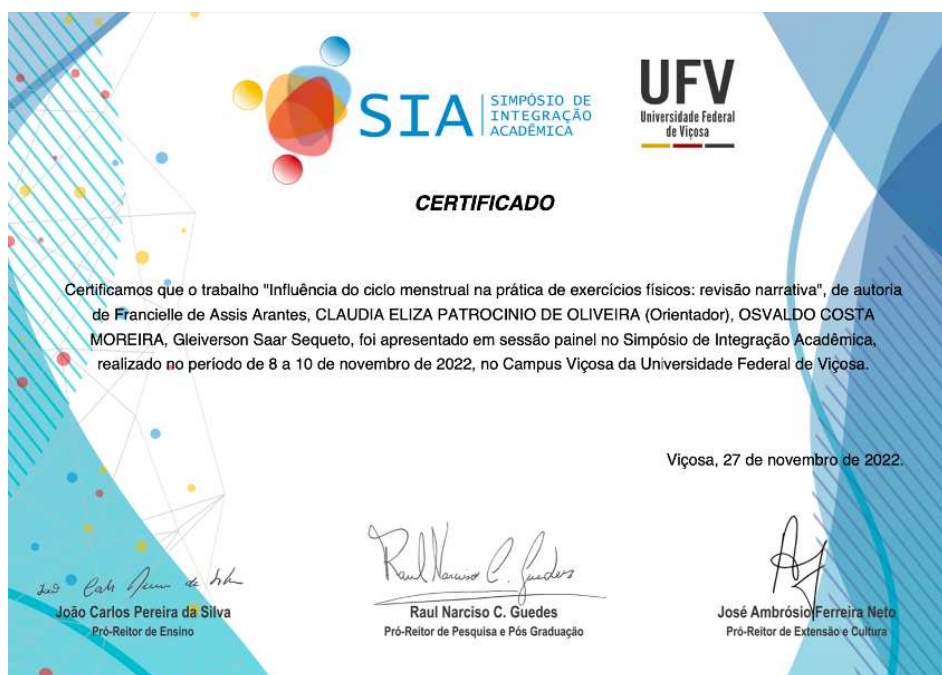 SIA
SIMPÓSIO DE
INTEGRAÇÃO
ACADÊMICA
UFV
Universidade Federal
de Viçosa
CERTIFICADO
Certificamos que o trabalho "Influência do ciclo menstrual na prática de exercícios físicos: revisão narrativa", de autoria
de Francielle de Assis Arantes, CLAUDIA ELIZA PATROCINIO DE OLIVEIRA (Orientador), OSVALDO COSTA
MOREIRA, Gleiverson Saar Sequeto, foi apresentado em sessão painel no Simpósio de Integração Acadêmica,
realizado no período de 8 a 10 de novembro de 2022, no Campus Viçosa da Universidade Federal de Viçosa.
Viçosa, 27 de novembro de 2022.
Raul Narciso C. Guedes
João Carlos Pereira da Silva
Pró-Reitor de Ensino
Raul Narciso C. Guedes
Pró-Reitor de Pesquisa e Pós Graduação
José Ambrósio Ferreira Neto
Pró-Reitor de Extensão e Cultura